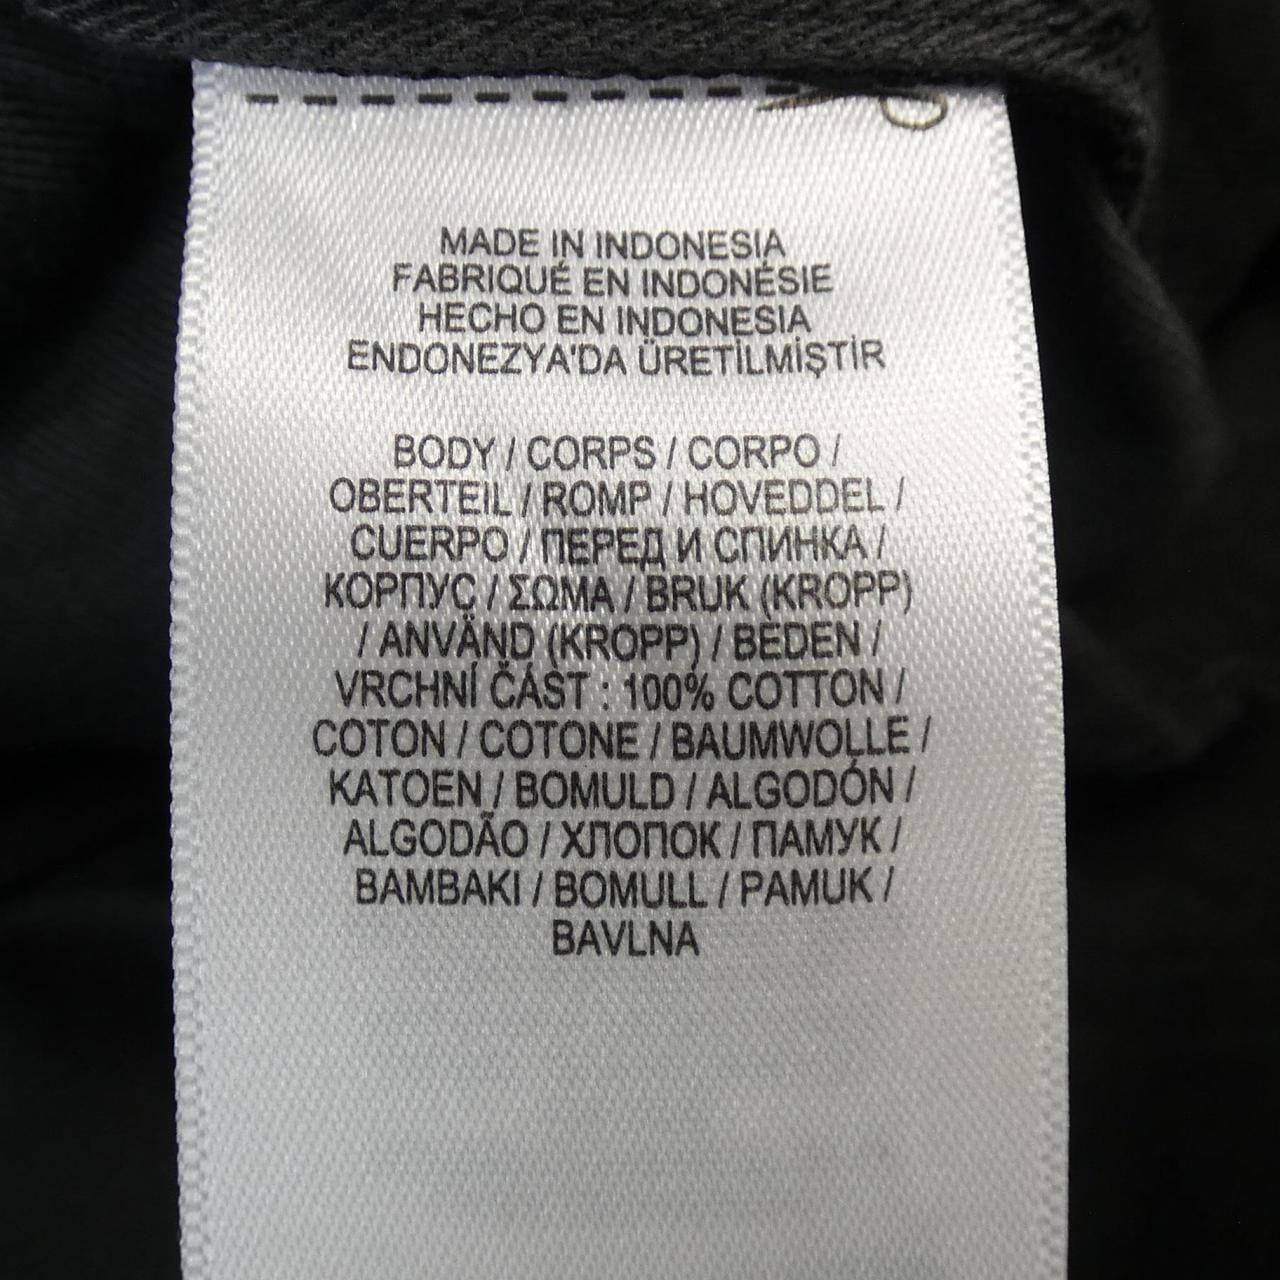 MADE IN INDONESIA
FABRIQUÉ EN INDONÉSIE
HECHO EN INDONESIA
ENDONEZYA'DA ÜRETİLMİŞTİR
BODY / CORPS / CORPO /
OBERTEIL / ROMP / HOVEDDEL /
CUERPO / ПЕРЕД И СПИНКА /
КОРПУС / ΣΩΜΑ / BRUK (KROPP)
/ ANVÄND (KROPP) / BEDEN /
VRCHNÍ ČÁST : 100% COTTON /
COTON / COTONE / BAUMWOLLE /
KATOEN / BOMULD / ALGODÓN /
ALGODÃO / ХЛОПОК / ПАМУК /
BAMBAKI / BOMULL / PAMUK /
BAVLNA